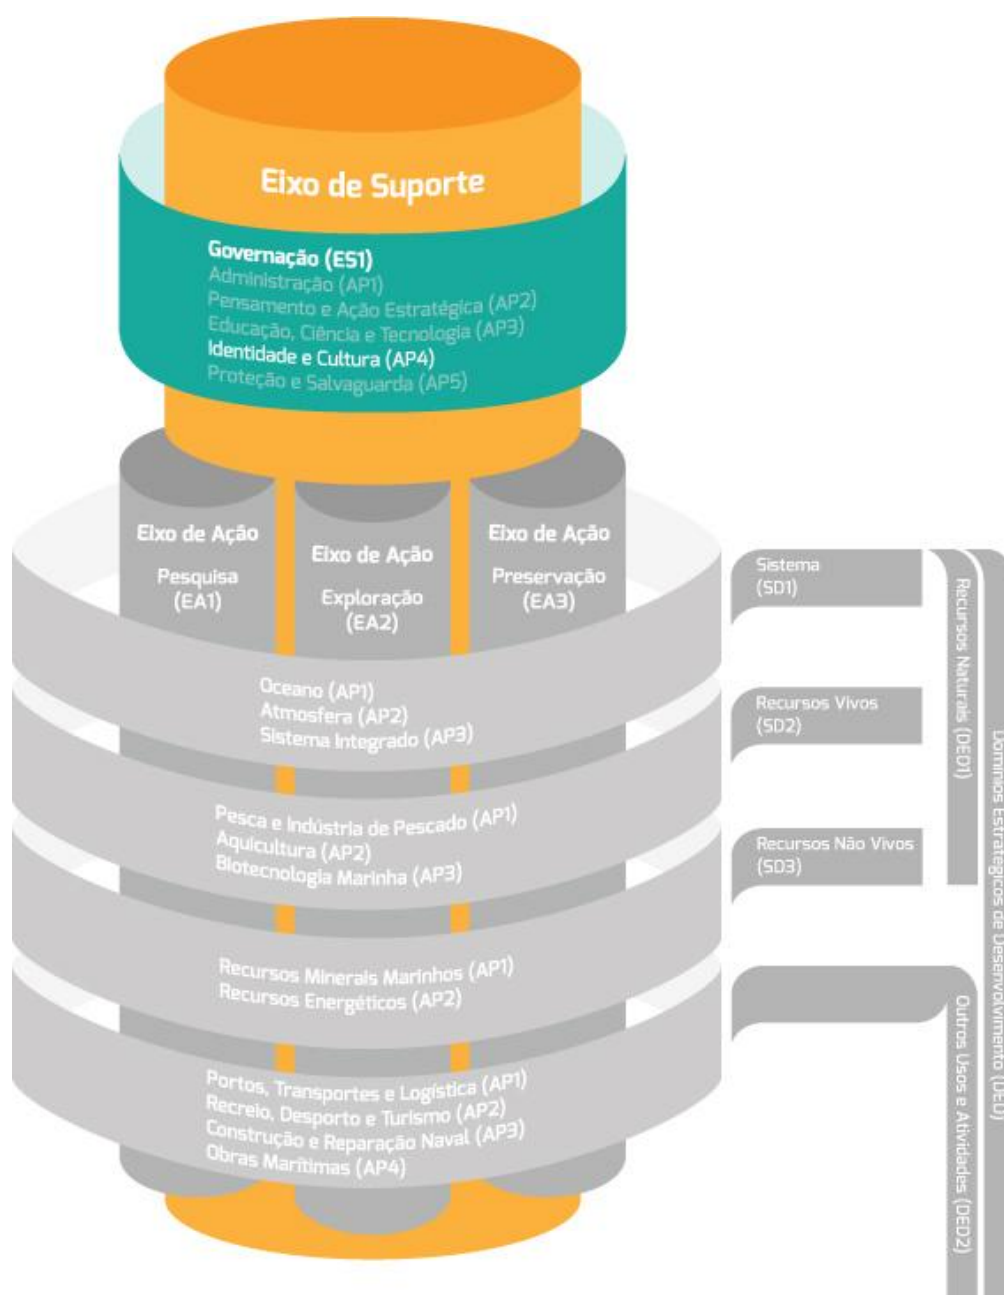 Eixo de Suporte
Governação (ES1)
Administração (AP1)
Pensamento e Ação Estratégica (AP2)
Educação, Ciência e Tecnologia (AP3)
Identidade e Cultura (AP4)
Proteção e Salvaguarda (AP5)
Eixo de Ação
Pesquisa
(EA1)
Eixo de Ação
Exploração
(EA2)
Eixo de Ação
Preservação
(EA3)
Oceano (AP1)
Atmosfera (AP2)
Sistema Integrado (AP3)
Pesca e Indústria de Pescado (AP1)
Aquicultura (AP2)
Biotecnologia Marinha (AP3)
Recursos Minerais Marinhos (AP1)
Recursos Energéticos (AP2)
Portos, Transportes e Logística (AP1)
Recreio, Desporto e Turismo (AP2)
Construção e Reparação Naval (AP3)
Obras Marítimas (AP4)
Sistema
(SD1)
Recursos Vivos
(SD2)
Recursos Não Vivos
(SD3)
Recursos Naturais (DED1)
Outros Usos e Atividades (DED2)
Domínios Estratégicos de Desenvolvimento (DED)